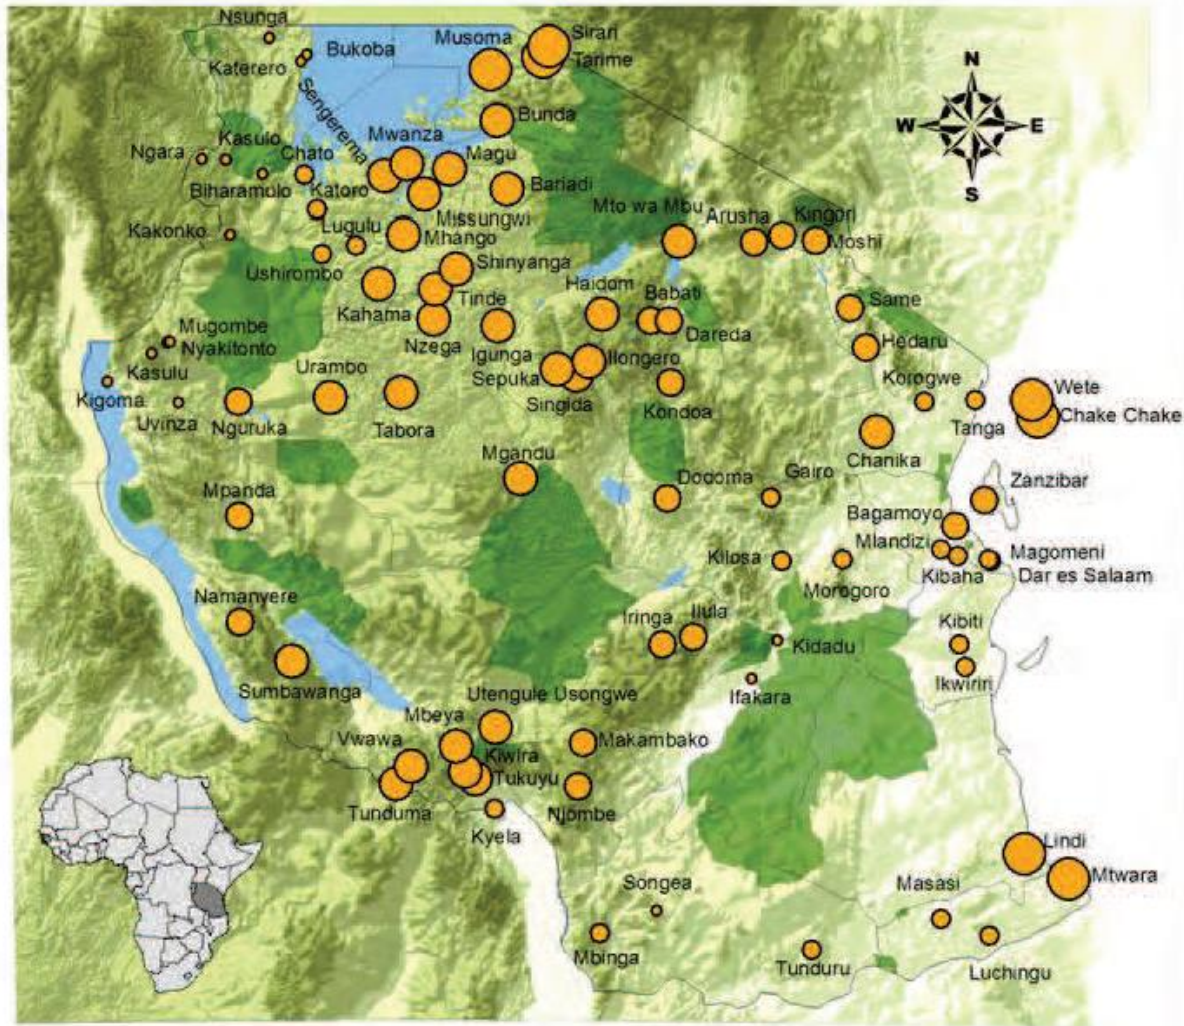 Nsunga
Bukoba
Katerero
Musoma
Sirari
Tarime
Sengerema
Bunda
N
W
E
S
Mwanza
Magu
Kasulo
Ngara
Chato
Biharamulo
Katoro
Bariadi
Missungwi
Mto wa Mbu
Arusha
Kingori
Moshi
Kakonko
Lugulu
Mhango
Ushirombo
Shinyanga
Kahama
Tinde
Nzega
Haidom
Babati
Dareda
Same
Hedaru
Mugombe
Nyakitonto
Kasulu
Kigoma
Uvinza
Nguruka
Urambo
Tabora
Igunga
Sepuka
Ilongero
Singida
Kondoa
Korogwe
Tanga
Wete
Chake Chake
Chanika
Mgandu
Dodoma
Gairo
Zanzibar
Mpanda
Bagamoyo
Mlandizi
Kibaha
Magomeni
Dar es Salaam
Kilosa
Morogoro
Namanyere
Sumbawanga
Iringa
Ilula
Kidadu
Ifakara
Kibiti
Ikwiriri
Utengule Usongwe
Mbeya
Vwawa
Kiwira
Tukuyu
Tunduma
Kyela
Makambako
Njombe
Lindi
Mtwara
Songea
Mbinga
Masasi
Tunduru
Luchingu